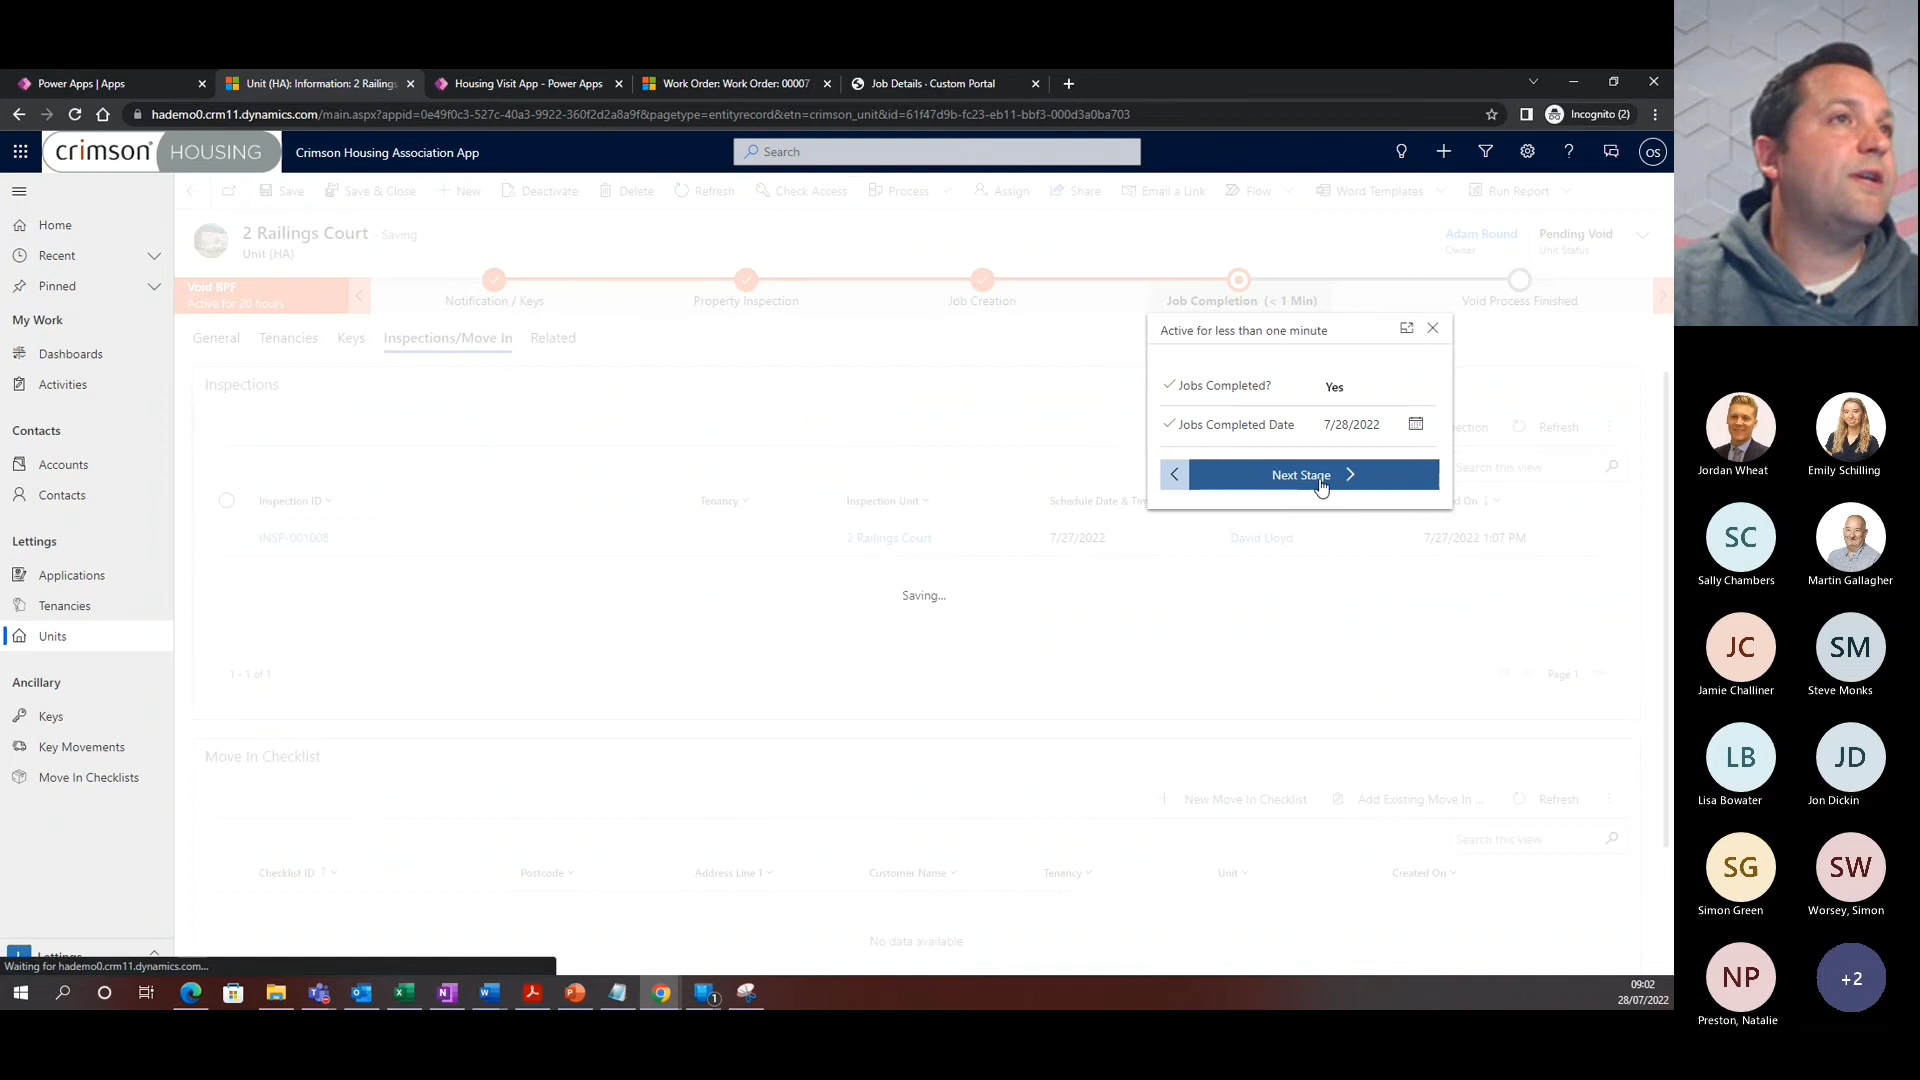 Power Apps | Apps
Unit (HA): Information: 2 Railings
Housing Visit App - Power Apps
Work Order: Work Order: 00007
Job Details - Custom Portal
hademo0.crm11.dynamics.com/main.aspx?appid=0e49f0c3-527c-40a3-9922-360f2d2a8a9f&pagetype=entityrecord&etn=crimson_unit&id=61f47d9b-fc23-eb11-bbf3-000d3a0ba703
Incognito (2)
crimson HOUSING
Crimson Housing Association App
Search
OS
Save
Save & Close
New
Deactivate
Delete
Refresh
Check Access
Process
Assign
Share
Email a Link
Flow
Word Templates
Run Report
Home
Recent
Pinned
My Work
Dashboards
Activities
Contacts
Accounts
Contacts
Lettings
Applications
Tenancies
Units
Ancillary
Keys
Key Movements
Move In Checklists
Lettings
2 Railings Court - Saving
Unit (HA)
Adam Round
Owner
Pending Void
Unit Status
Void BPF
Active for 20 hours
Notification / Keys
Property Inspection
Job Creation
Job Completion (< 1 Min)
Void Process Finished
General
Tenancies
Keys
Inspections/Move In
Related
Active for less than one minute
Jobs Completed?
Yes
Jobs Completed Date
7/28/2022
Next Stage
Inspections
Refresh
Search this view
Inspection ID
Tenancy
Inspection Unit
Schedule Date & Tim
INSP-001008
2 Railings Court
7/27/2022
David Lloyd
7/27/2022 1:07 PM
Saving...
1 - 1 of 1
Page 1
Move In Checklist
New Move In Checklist
Add Existing Move In ...
Refresh
Search this view
Checklist ID
Postcode
Address Line 1
Customer Name
Tenancy
Unit
Created On
No data available
Waiting for hademo0.crm11.dynamics.com...
09:02
28/07/2022
Jordan Wheat
Emily Schilling
SC
Sally Chambers
Martin Gallagher
JC
Jamie Challiner
SM
Steve Monks
LB
Lisa Bowater
JD
Jon Dickin
SG
Simon Green
SW
Worsey, Simon
NP
Preston, Natalie
+2